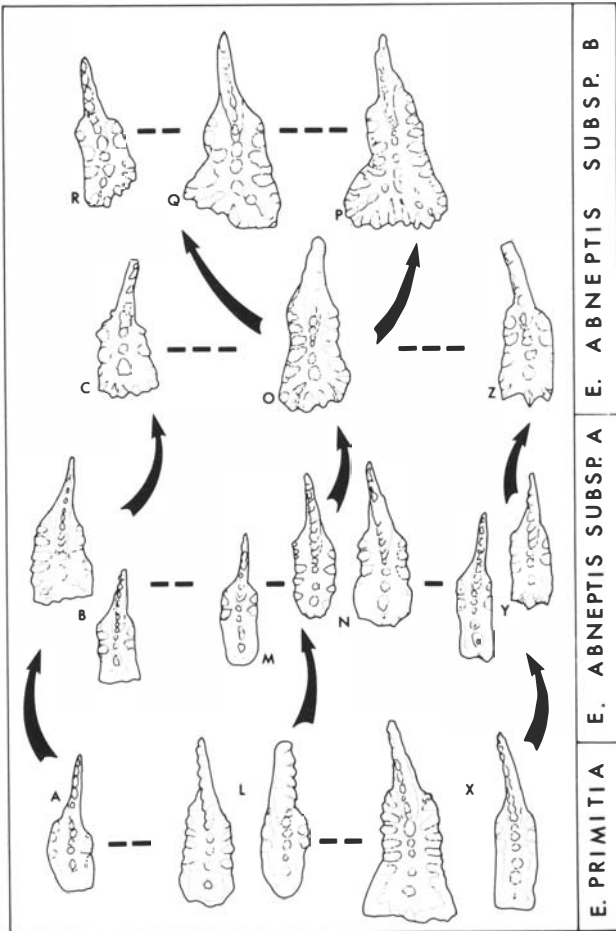 R
Q
P
C
O
Z
B
M
N
Y
A
L
X
E. ABNEPTIS SUBSP. B
E. ABNEPTIS SUBSP. A
E. PRIMITIA